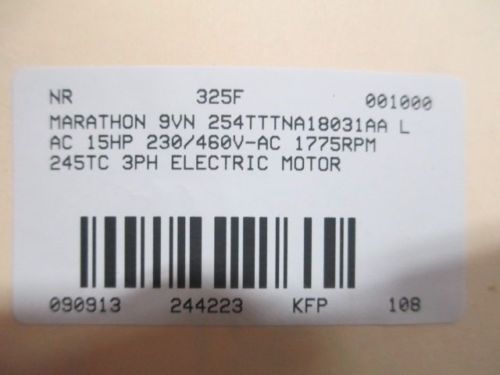 NR 325F 001000
MARATHON 9VN 254TTTNA18031AA L
AC 15HP 230/460V-AC 1775RPM
245TC 3PH ELECTRIC MOTOR
090913 244223 KFP 108